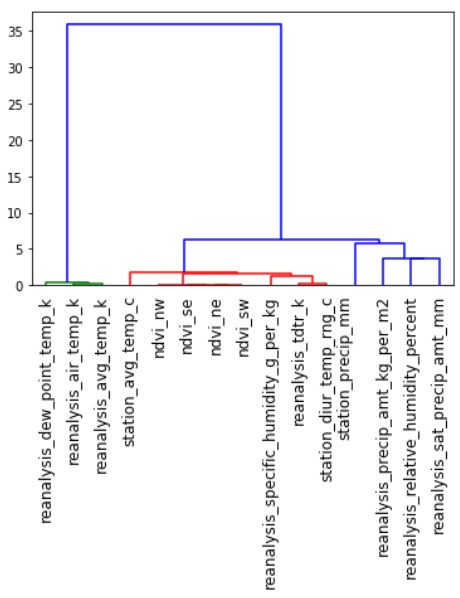 35
30
25
20
15
10
5
0
reanalysis_dew_point_temp_k
reanalysis_air_temp_k
reanalysis_avg_temp_k
station_avg_temp_c
ndvi_nw
ndvi_se
ndvi_ne
ndvi_sw
reanalysis_specific_humidity_g_per_kg
reanalysis_tdtr_k
station_diur_temp_rng_c
station_precip_mm
reanalysis_precip_amt_kg_per_m2
reanalysis_relative_humidity_percent
reanalysis_sat_precip_amt_mm